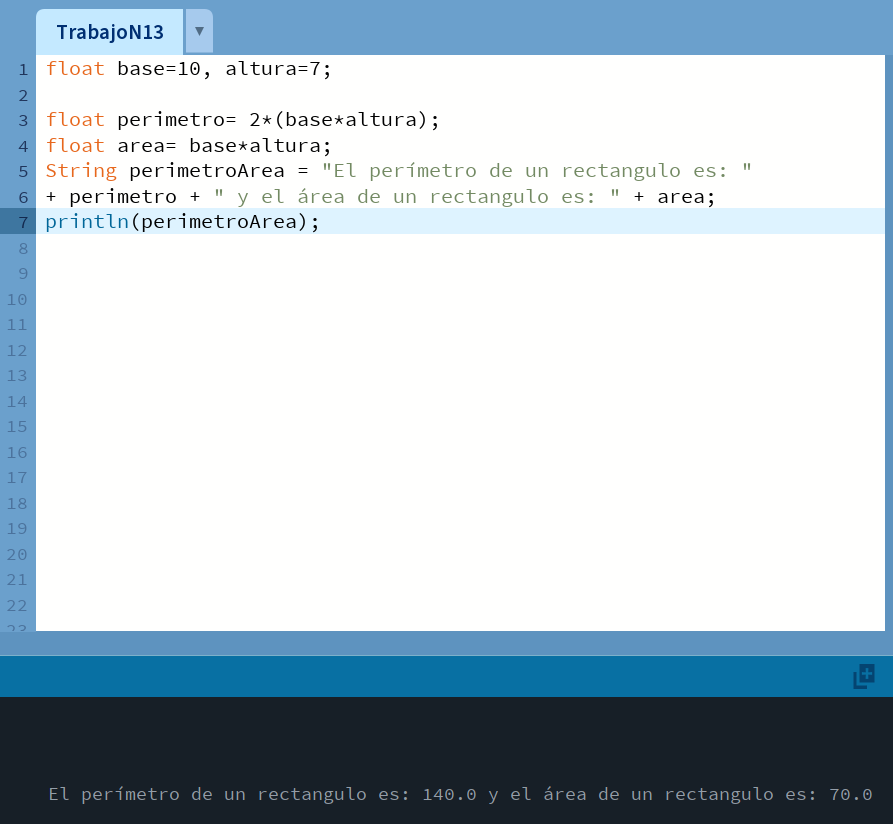 TrabajoN13 ▼
1 float base=10, altura=7;
2
3 float perimetro= 2*(base*altura);
4 float area= base*altura;
5 String perimetroArea = "El perímetro de un rectangulo es: "
6 + perimetro + " y el área de un rectangulo es: " + area;
7 println(perimetroArea);
8
9
10
11
12
13
14
15
16
17
18
19
20
21
22
23
El perímetro de un rectangulo es: 140.0 y el área de un rectangulo es: 70.0